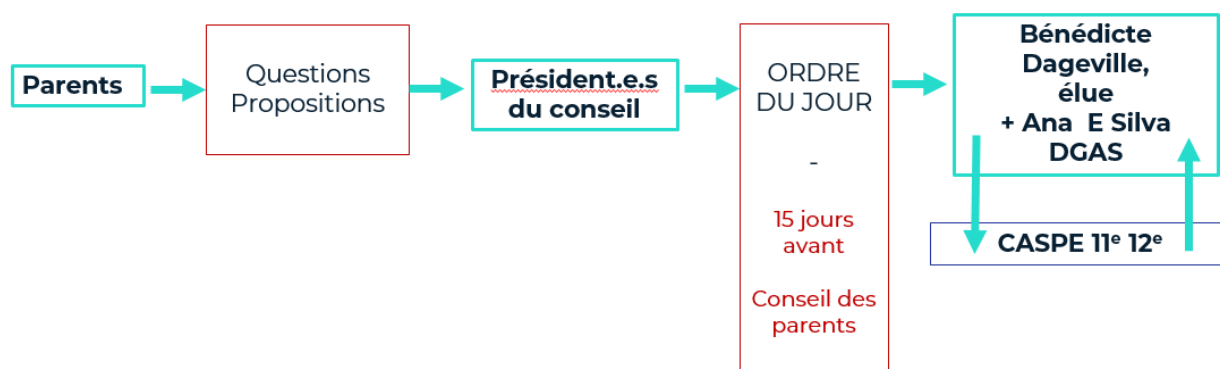 Parents
Questions
Propositions
Président.e.s
du conseil
ORDRE
DU JOUR
-
15 jours
avant
Conseil des
parents
Bénédicte
Dageville,
élue
+ Ana E Silva
DGAS
CASPE 11ᵉ 12ᵉ